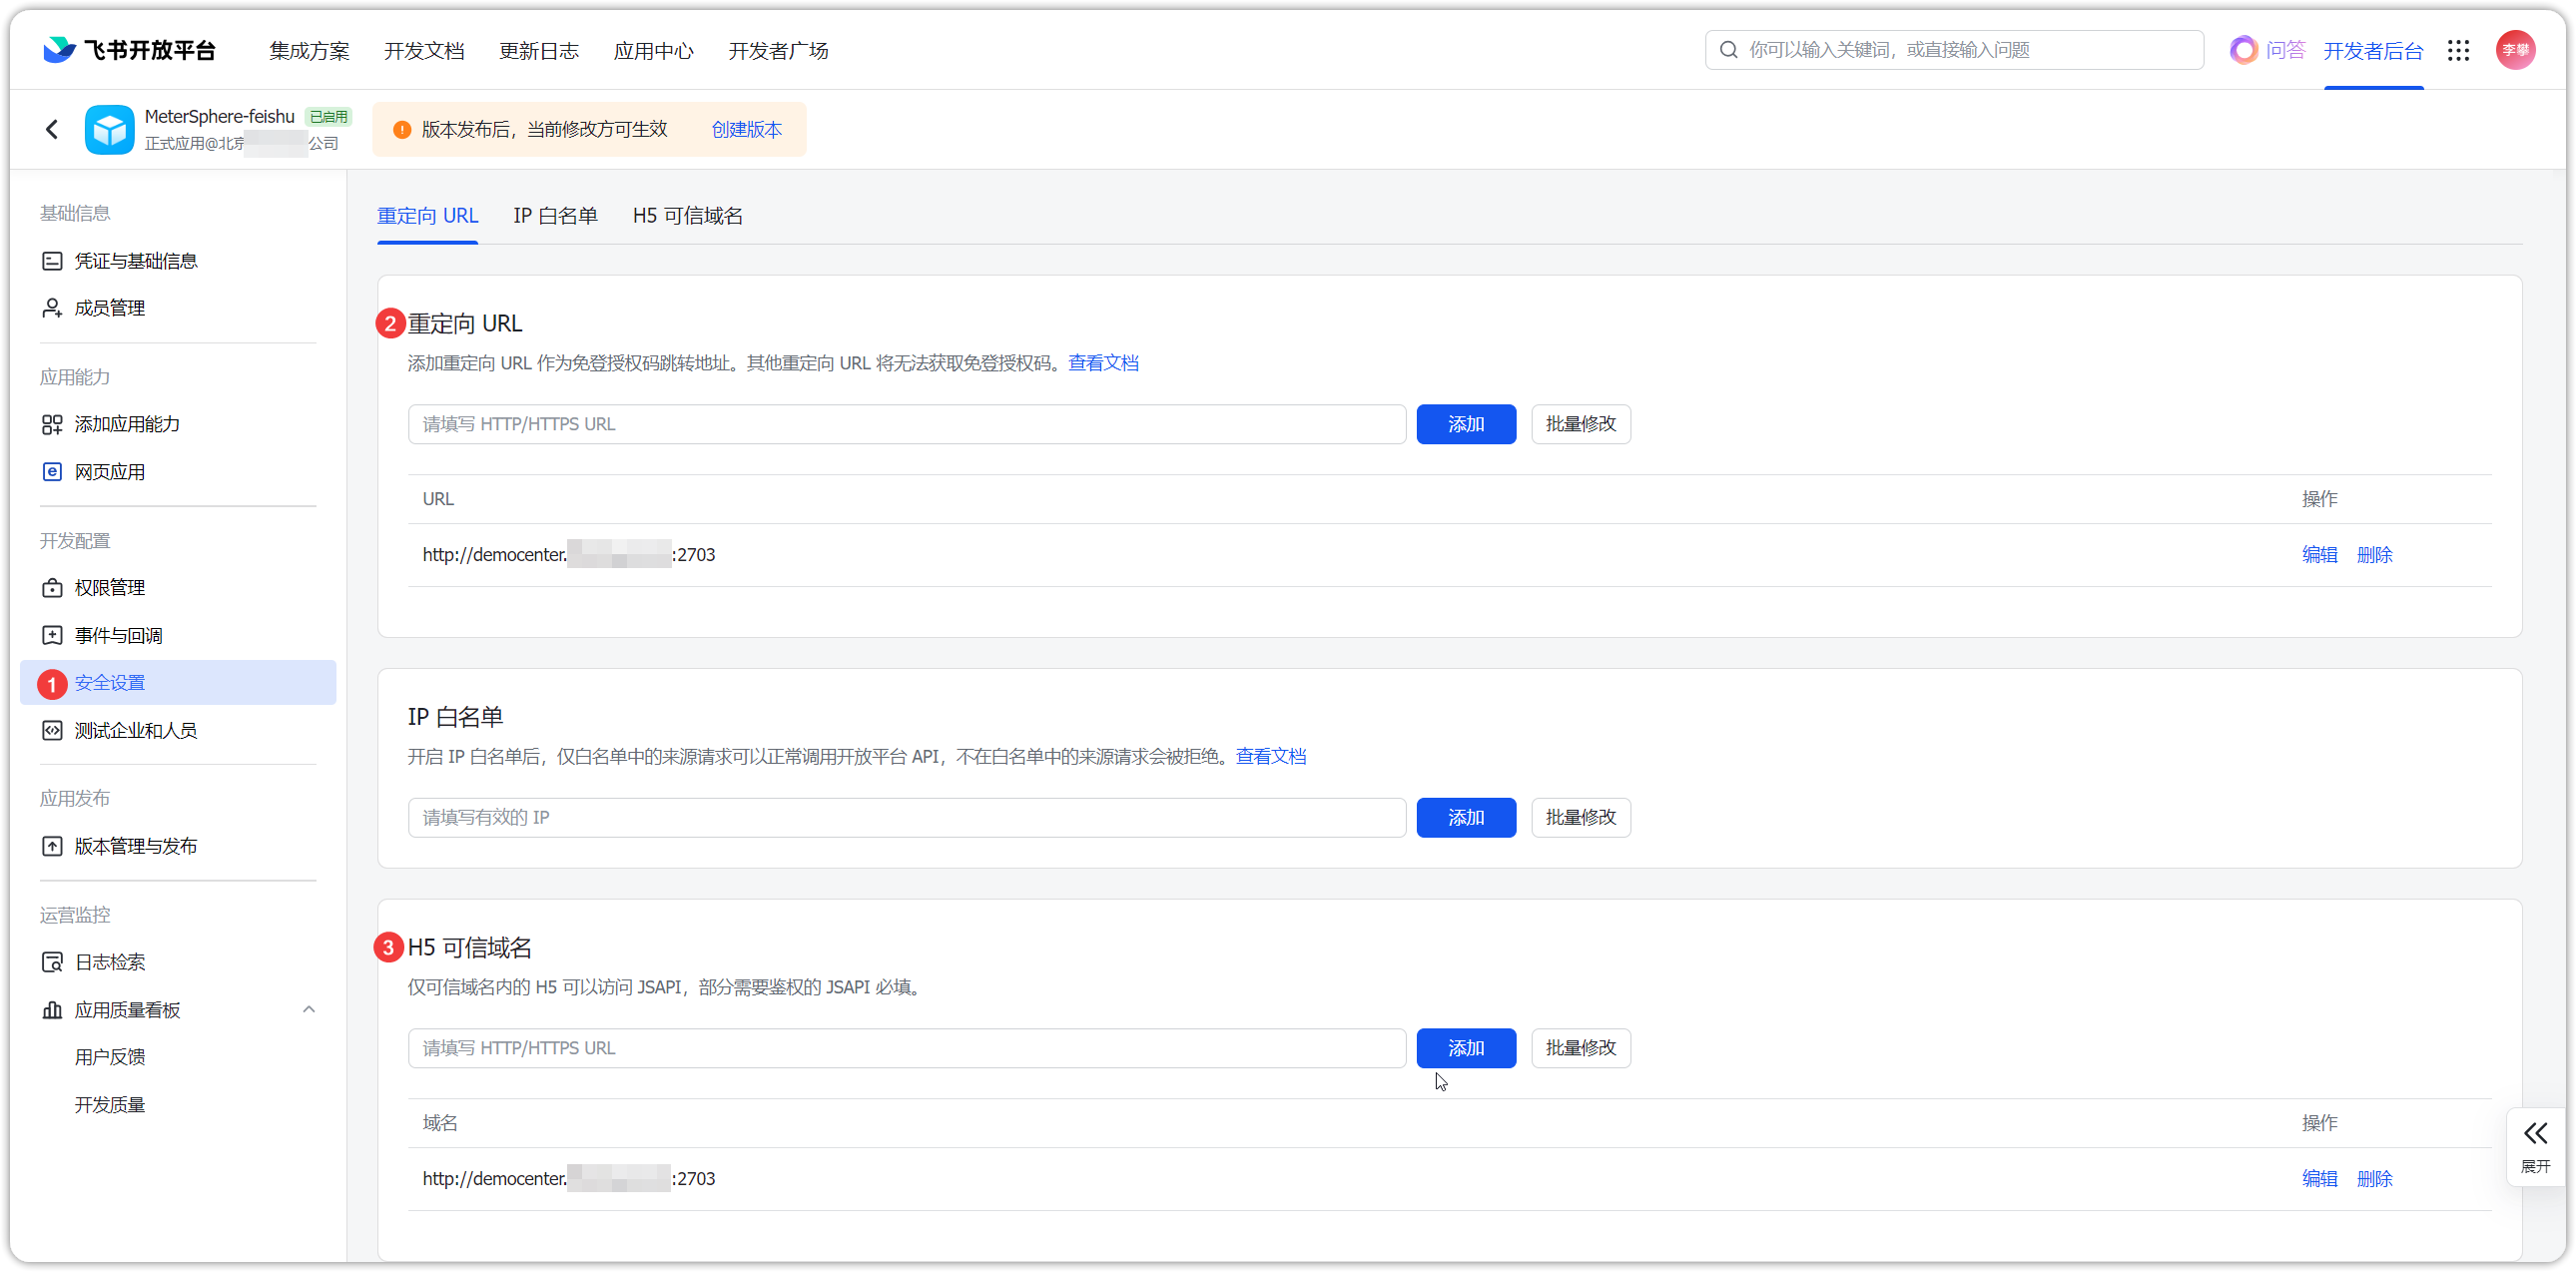 飞书开放平台 集成方案 开发文档 更新日志 应用中心 开发者广场 你可以输入关键词，或直接输入问题 问答 开发者后台 李攀
MeterSphere-feishu 已启用
正式应用@北京 公司
版本发布后，当前修改方可生效 创建版本
基础信息
凭证与基础信息
成员管理
应用能力
添加应用能力
网页应用
开发配置
权限管理
事件与回调
1 安全设置
测试企业和人员
应用发布
版本管理与发布
运营监控
日志检索
应用质量看板
用户反馈
开发质量
重定向 URL IP 白名单 H5 可信域名
2 重定向 URL
添加重定向 URL 作为免登授权码跳转地址。其他重定向 URL 将无法获取免登授权码。查看文档
请填写 HTTP/HTTPS URL 添加 批量修改
URL 操作
http://democenter. :2703 编辑 删除
IP 白名单
开启 IP 白名单后，仅白名单中的来源请求可以正常调用开放平台 API，不在白名单中的来源请求会被拒绝。查看文档
请填写有效的 IP 添加 批量修改
3 H5 可信域名
仅可信域名内的 H5 可以访问 JSAPI，部分需要鉴权的 JSAPI 必填。
请填写 HTTP/HTTPS URL 添加 批量修改
域名 操作
http://democenter. :2703 编辑 删除
展开